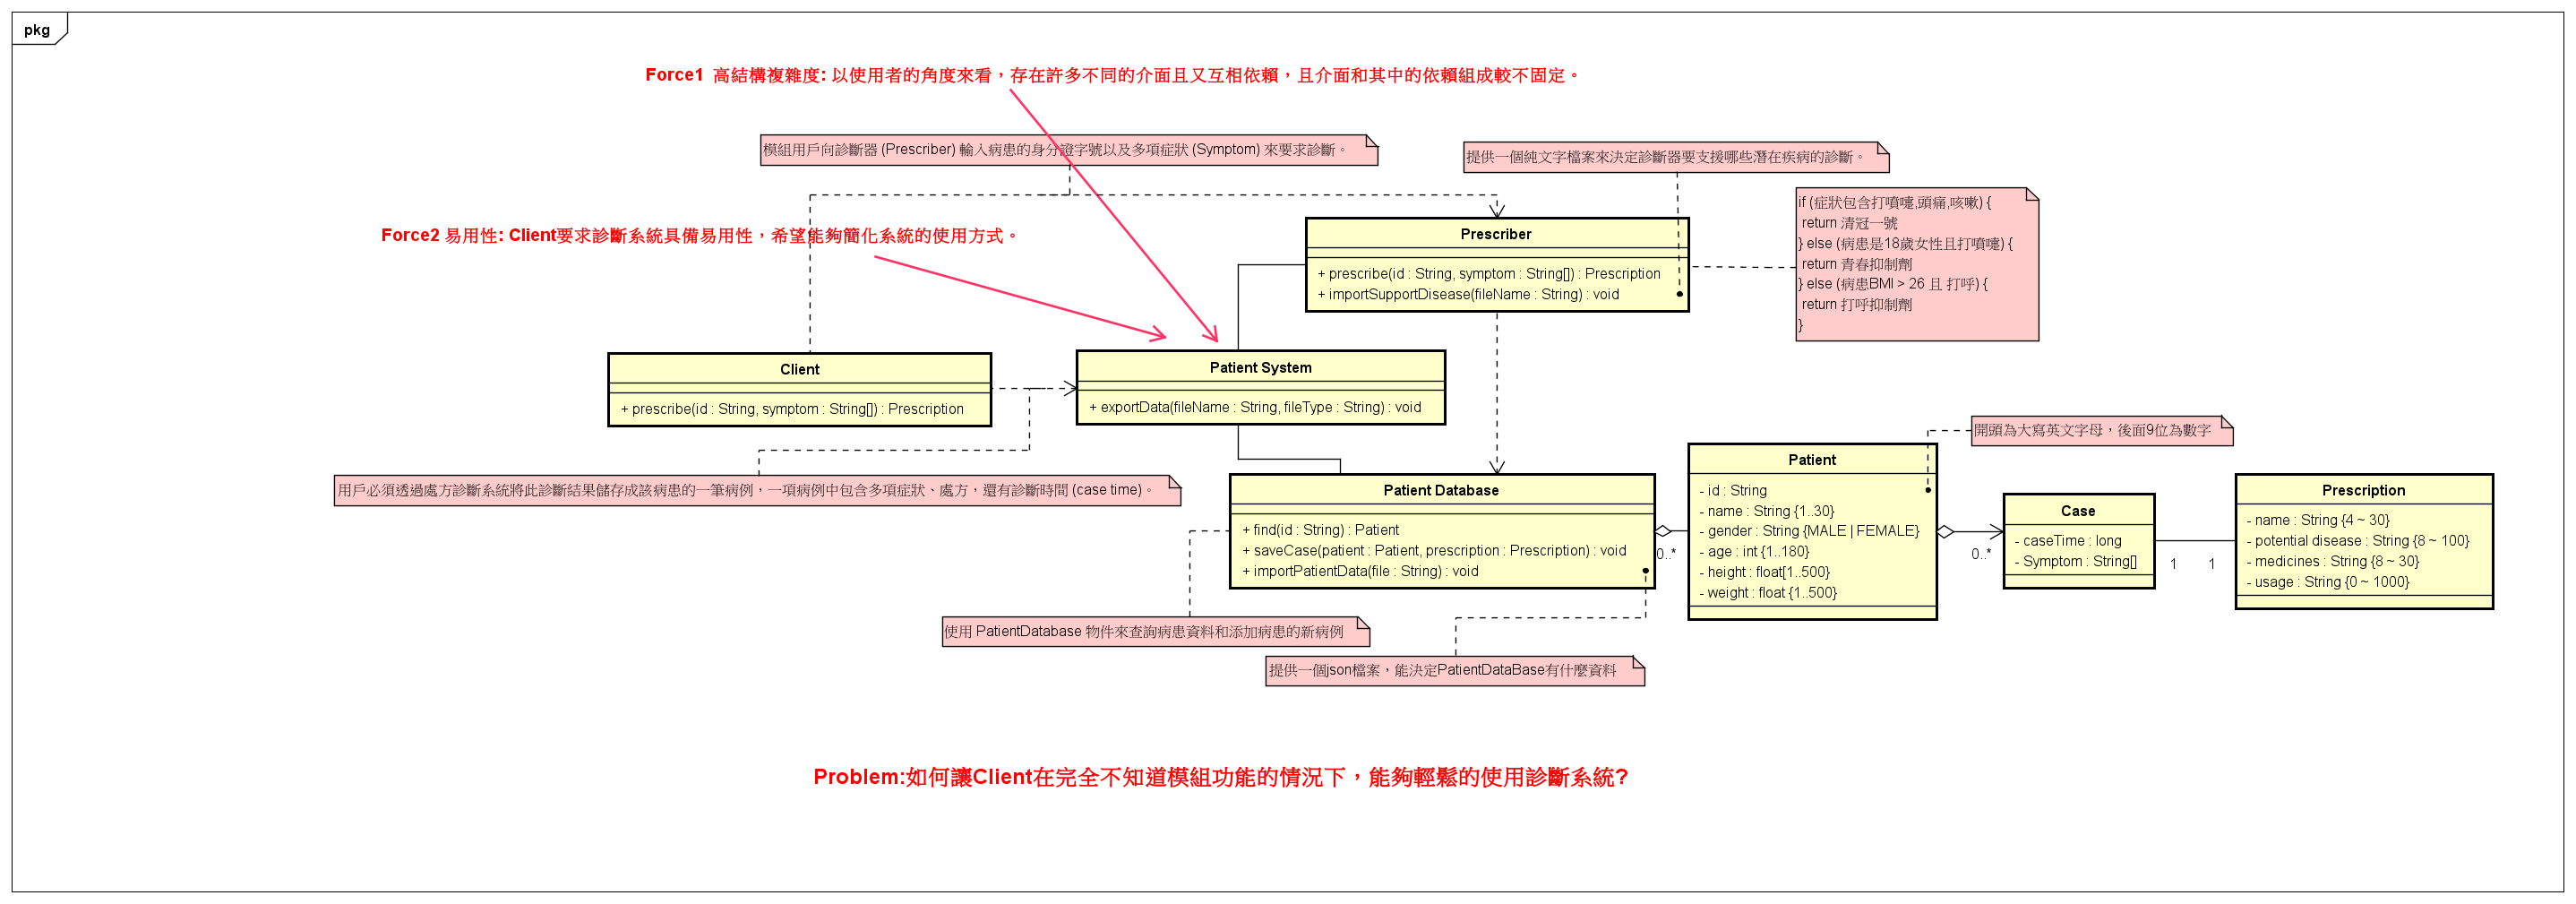 pkg
Force1 高結構複雜度: 以使用者的角度來看，存在許多不同的介面且又互相依賴，且介面和其中的依賴組成較不固定。
模組用戶向診斷器 (Prescriber) 輸入病患的身分證字號以及多項症狀 (Symptom) 來要求診斷。
提供一個純文字檔案來決定診斷器要支援哪些潛在疾病的診斷。
if (症狀包含打噴嚏,頭痛,咳嗽) {
return 清冠一號
} else (病患是18歲女性且打噴嚏) {
return 青春抑制劑
} else (病患BMI > 26 且 打呼) {
return 打呼抑制劑
}
Force2 易用性: Client要求診斷系統具備易用性，希望能夠簡化系統的使用方式。
Prescriber
+ prescribe(id : String, symptom : String[]) : Prescription
+ importSupportDisease(fileName : String) : void
Client
+ prescribe(id : String, symptom : String[]) : Prescription
Patient System
+ exportData(fileName : String, fileType : String) : void
用戶必須透過處方診斷系統將此診斷結果儲存成該病患的一筆病例，一項病例中包含多項症狀、處方，還有診斷時間 (case time)。
Patient Database
+ find(id : String) : Patient
+ saveCase(patient : Patient, prescription : Prescription) : void
+ importPatientData(file : String) : void
0..*
Patient
- id : String
- name : String {1..30}
- gender : String {MALE | FEMALE}
- age : int {1..180}
- height : float[1..500}
- weight : float {1..500}
開頭為大寫英文字母，後面9位為數字
0..*
Case
- caseTime : long
- Symptom : String[]
1
1
Prescription
- name : String {4 ~ 30}
- potential disease : String {8 ~ 100}
- medicines : String {8 ~ 30}
- usage : String {0 ~ 1000}
使用 PatientDatabase 物件來查詢病患資料和添加病患的新病例
提供一個json檔案，能決定PatientDataBase有什麼資料
Problem:如何讓Client在完全不知道模組功能的情況下，能夠輕鬆的使用診斷系統?